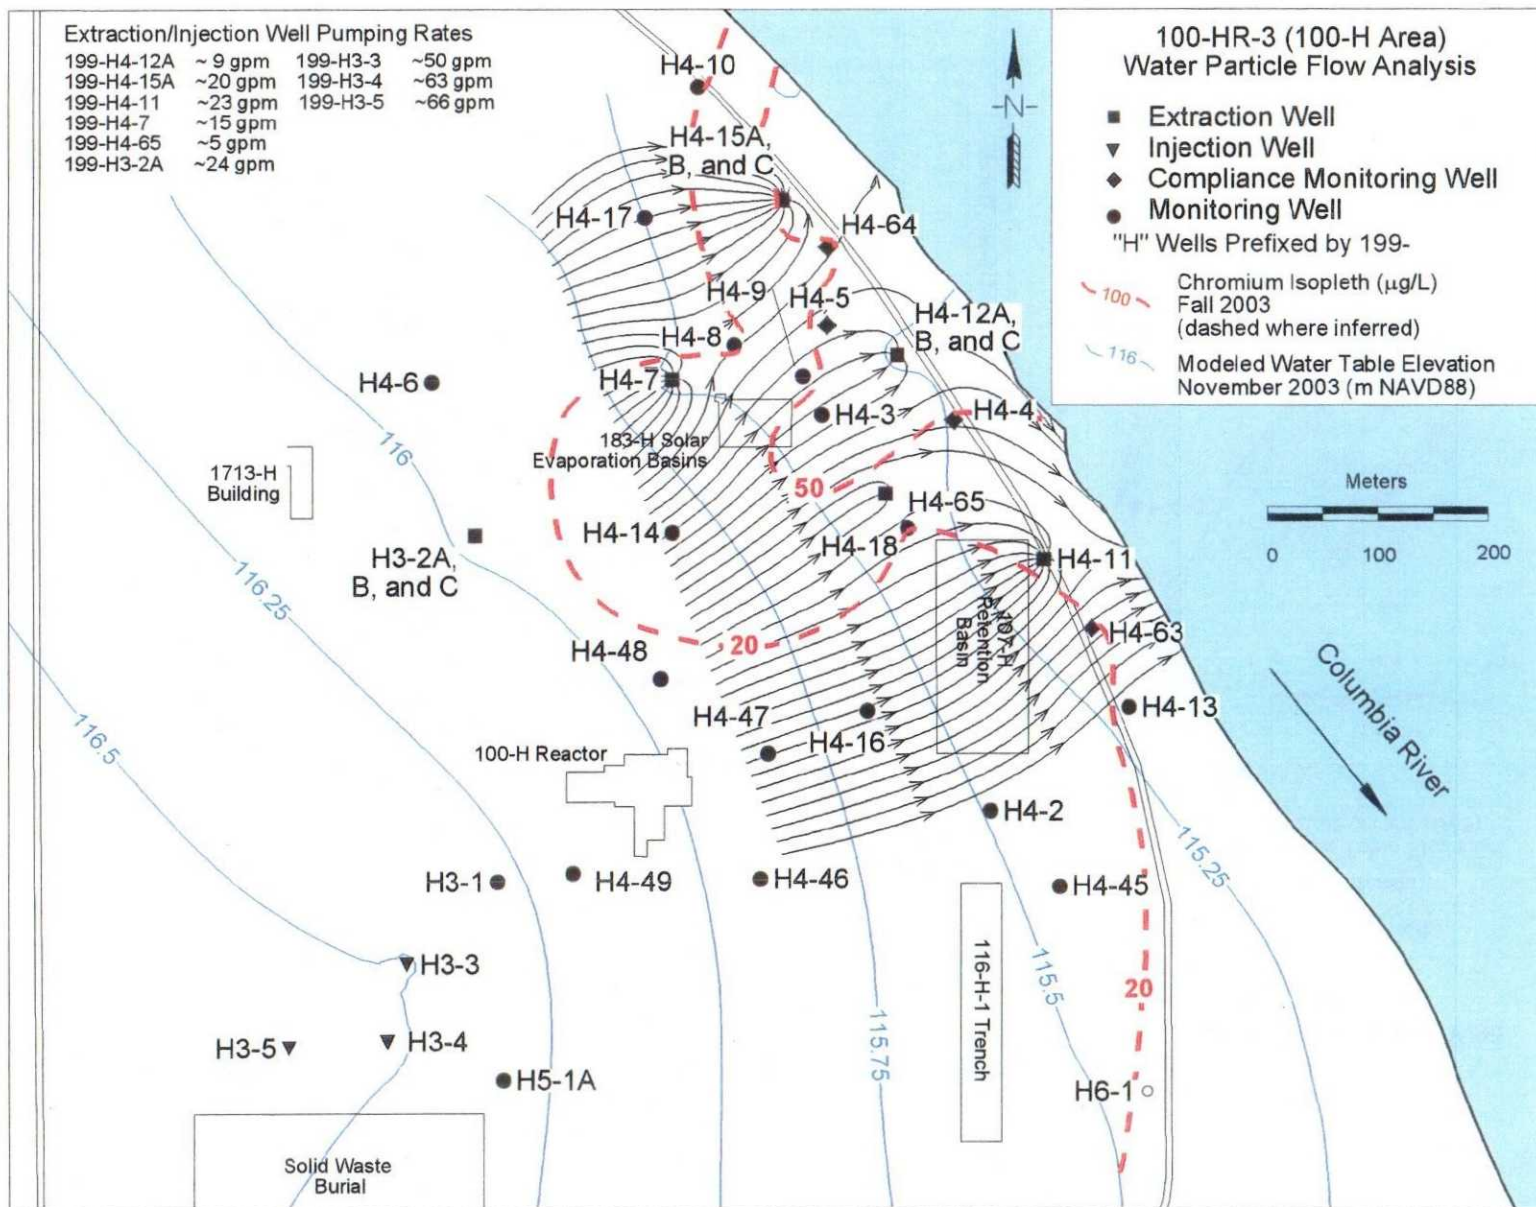 Extraction/Injection Well Pumping Rates
199-H4-12A ~ 9 gpm 199-H3-3 ~50 gpm
199-H4-15A ~20 gpm 199-H3-4 ~63 gpm
199-H4-11 ~23 gpm 199-H3-5 ~66 gpm
199-H4-7 ~15 gpm
199-H4-65 ~5 gpm
199-H3-2A ~24 gpm
100-HR-3 (100-H Area)
Water Particle Flow Analysis
Extraction Well
Injection Well
Compliance Monitoring Well
Monitoring Well
"H" Wells Prefixed by 199-
100
Chromium Isopleth (µg/L)
Fall 2003
(dashed where inferred)
116
Modeled Water Table Elevation
November 2003 (m NAVD88)
N
H4-10
H4-15A,
B, and C
H4-17
H4-64
H4-9
H4-5
H4-12A,
B, and C
H4-8
H4-7
H4-6
H4-3
H4-4
183-H Solar
Evaporation Basins
116
1713-H
Building
50
H4-65
Meters
0 100 200
H4-14
H4-18
H4-11
H3-2A,
B, and C
116.25
107-H
Retention
Basin
20
H4-63
H4-48
H4-47
H4-16
H4-13
Columbia River
116.5
100-H Reactor
H4-2
115.25
H3-1
H4-49
H4-46
H4-45
H3-3
116-H-1 Trench
115.5
20
H3-5
H3-4
115.75
H5-1A
H6-1
Solid Waste
Burial